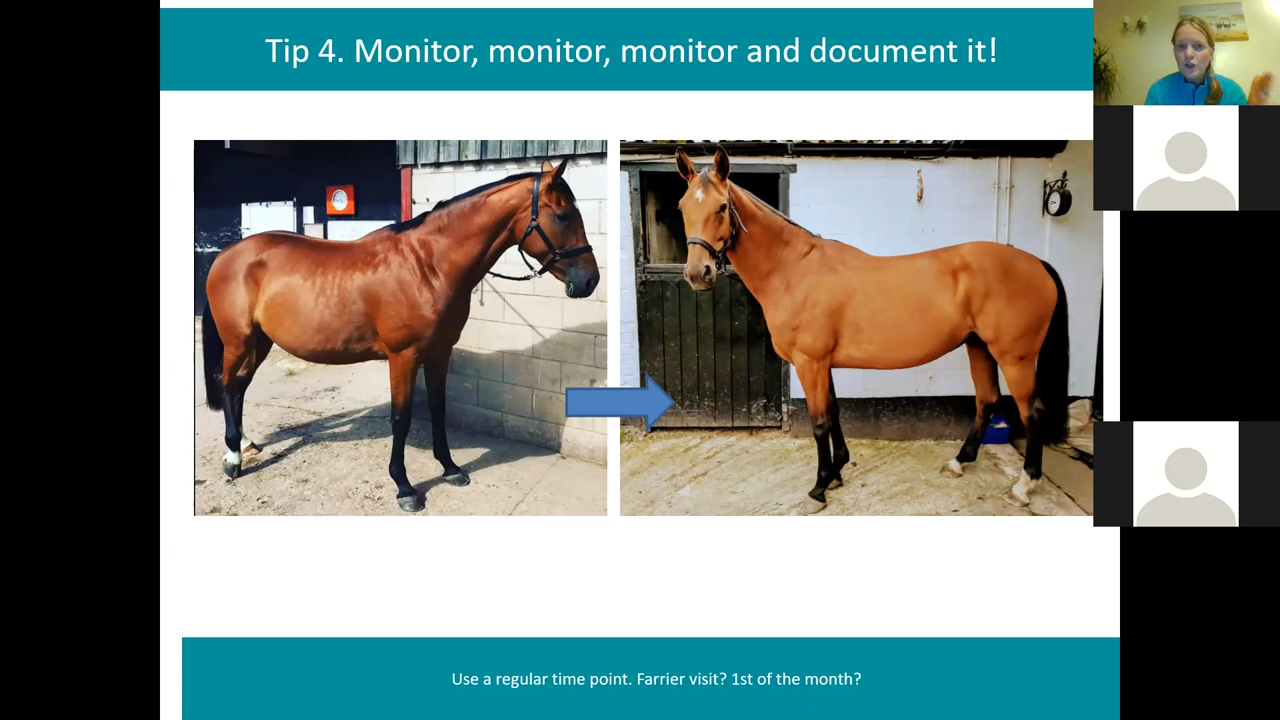 Tip 4. Monitor, monitor, monitor and document it!
Use a regular time point. Farrier visit? 1st of the month?